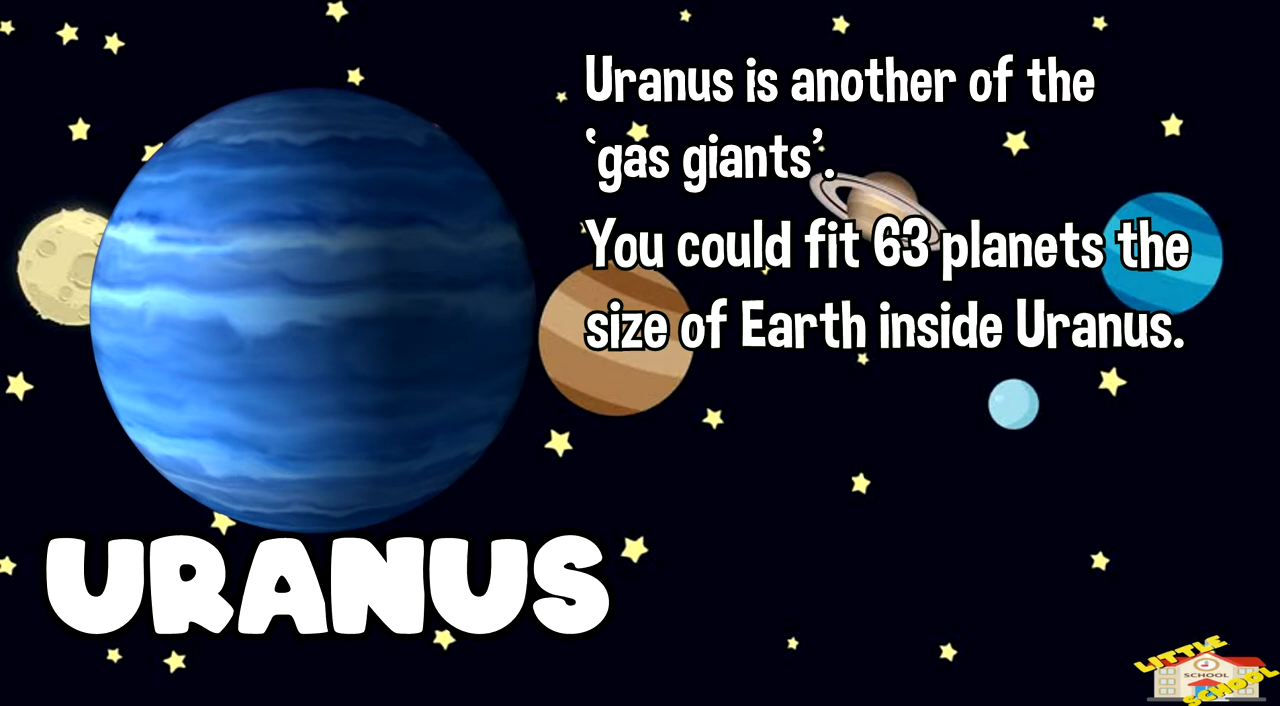 Uranus is another of the
‘gas giants’.
You could fit 63 planets the
size of Earth inside Uranus.
URANUS
LITTLE
SCHOOL
SCHOOL